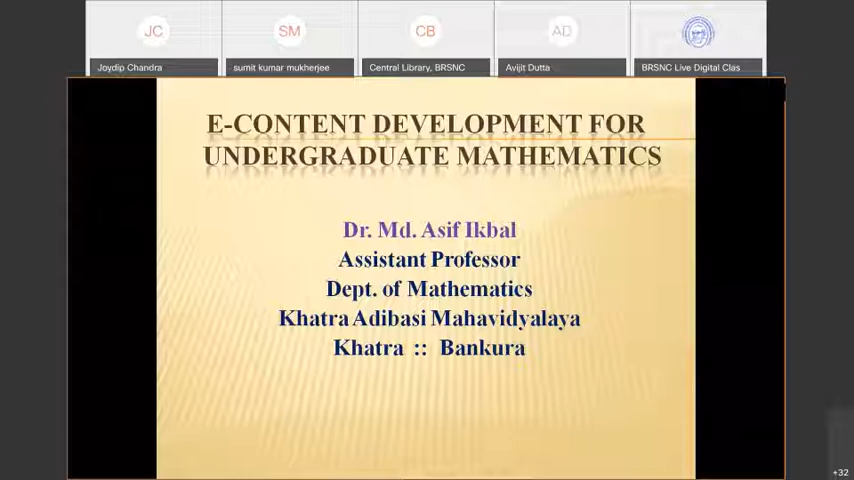 JC
SM
CB
AD
Joydip Chandra
sumit kumar mukherjee
Central Library, BRSNC
Avijit Dutta
BRSNC Live Digital Clas
E-CONTENT DEVELOPMENT FOR
UNDERGRADUATE MATHEMATICS
Dr. Md. Asif Ikbal
Assistant Professor
Dept. of Mathematics
Khatra Adibasi Mahavidyalaya
Khatra :: Bankura
+32